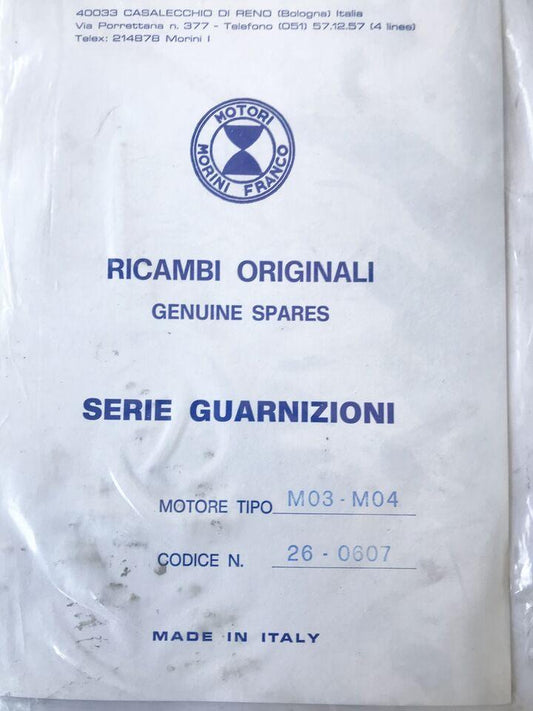 40033 CASALECCHIO DI RENO (Bologna) Italia
Via Porrettana n. 377 - Telefono (051) 57.12.57 (4 lines)
Telex: 214878 Morini I
MOTORI
MORINI FRANCO
RICAMBI ORIGINALI
GENUINE SPARES
SERIE GUARNIZIONI
MOTORE TIPO M03 - M04
CODICE N. 26 - 0607
MADE IN ITALY